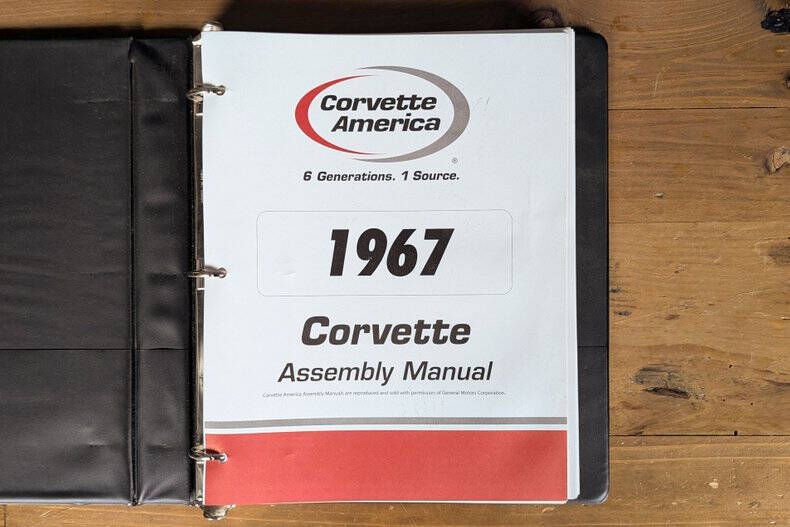 Corvette
America
®
6 Generations. 1 Source.
1967
Corvette
Assembly Manual
Corvette America Assembly Manuals are reproduced and sold with permission of General Motors Corporation.